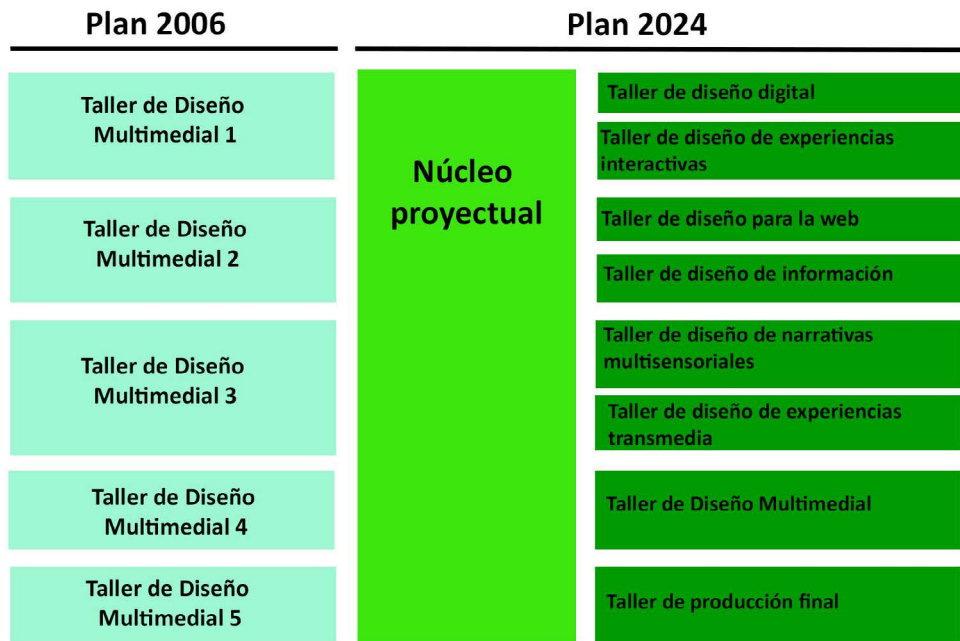 Plan 2006
Plan 2024
Taller de Diseño
Multimedial 1
Taller de Diseño
Multimedial 2
Taller de Diseño
Multimedial 3
Taller de Diseño
Multimedial 4
Taller de Diseño
Multimedial 5
Núcleo
proyectual
Taller de diseño digital
Taller de diseño de experiencias
interactivas
Taller de diseño para la web
Taller de diseño de información
Taller de diseño de narrativas
multisensoriales
Taller de diseño de experiencias
transmedia
Taller de Diseño Multimedial
Taller de producción final